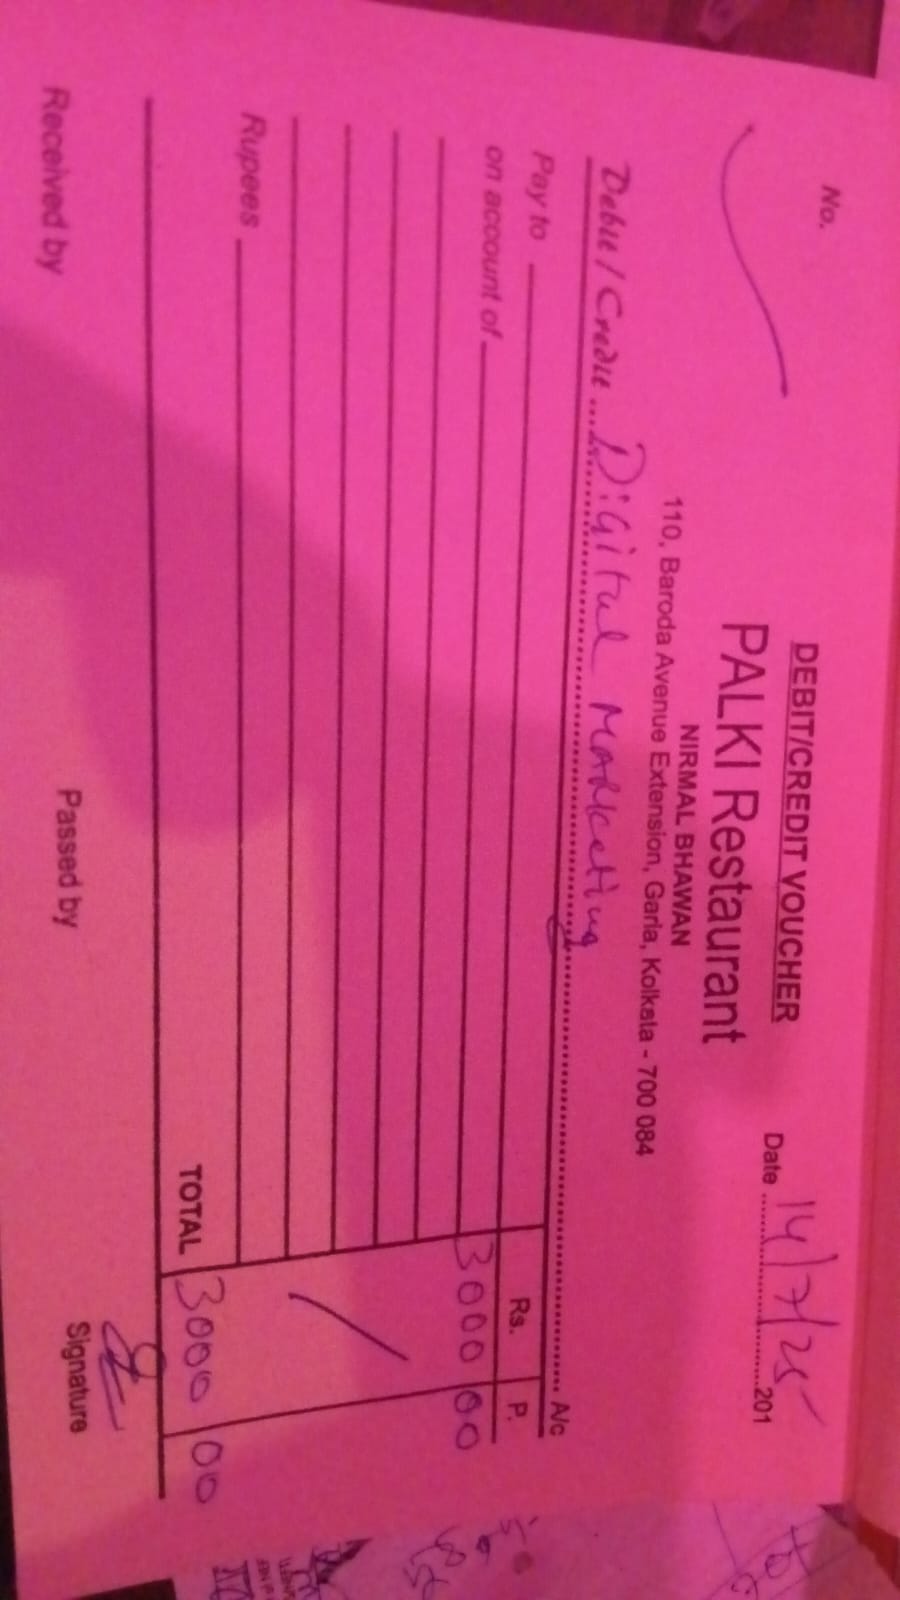 DEBIT/CREDIT VOUCHER
No.
PALKI Restaurant
Date 14/7/25 201
NIRMAL BHAWAN
110, Baroda Avenue Extension, Garia, Kolkata - 700 084
Debit / Credit ... Digital Marketing A/c
Pay to Rs. P.
on account of 3000 00
Rupees
TOTAL 3000 00
Received by Passed by Signature